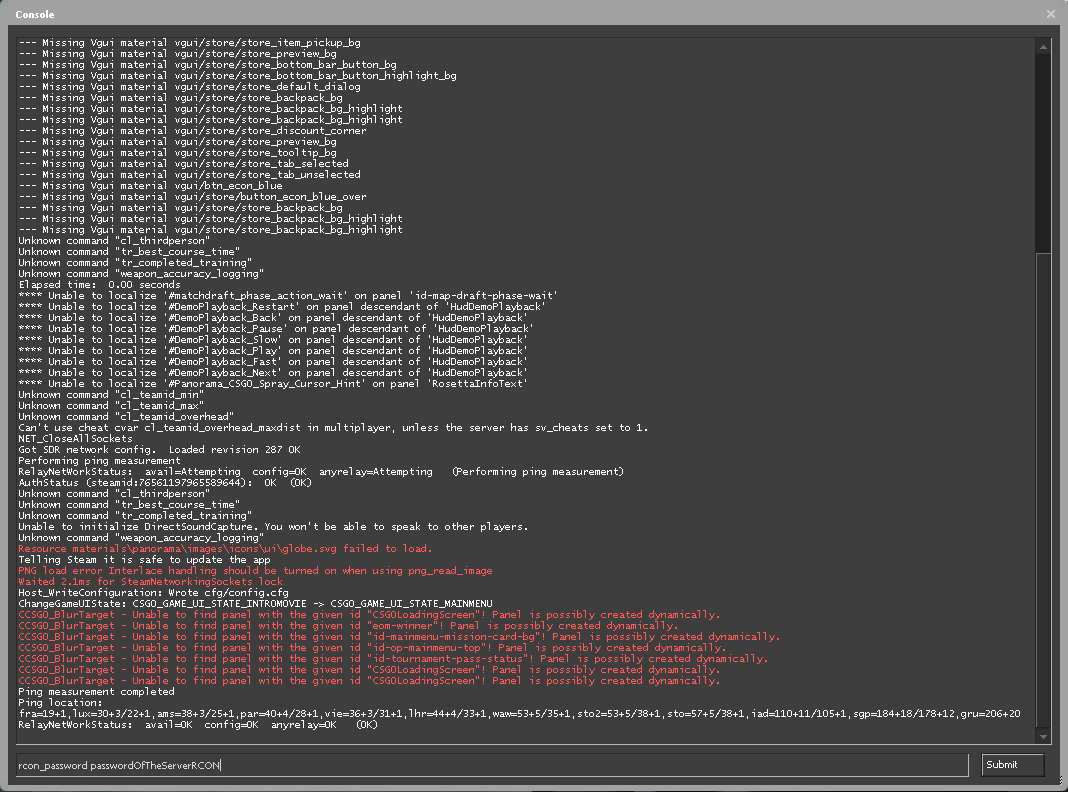 Console
--- Missing Vgui material vgui/store/store_item_pickup_bg
--- Missing Vgui material vgui/store/store_preview_bg
--- Missing Vgui material vgui/store/store_bottom_bar_button_bg
--- Missing Vgui material vgui/store/store_bottom_bar_button_highlight_bg
--- Missing Vgui material vgui/store/store_default_dialog
--- Missing Vgui material vgui/store/store_backpack_bg
--- Missing Vgui material vgui/store/store_backpack_bg_highlight
--- Missing Vgui material vgui/store/store_backpack_bg_highlight
--- Missing Vgui material vgui/store/store_discount_corner
--- Missing Vgui material vgui/store/store_preview_bg
--- Missing Vgui material vgui/store/store_tooltip_bg
--- Missing Vgui material vgui/store/store_tab_selected
--- Missing Vgui material vgui/store/store_tab_unselected
--- Missing Vgui material vgui/btn_econ_blue
--- Missing Vgui material vgui/store/button_econ_blue_over
--- Missing Vgui material vgui/store/store_backpack_bg
--- Missing Vgui material vgui/store/store_backpack_bg_highlight
--- Missing Vgui material vgui/store/store_backpack_bg_highlight
Unknown command "cl_thirdperson"
Unknown command "tr_best_course_time"
Unknown command "tr_completed_training"
Unknown command "weapon_accuracy_logging"
Elapsed time:  0.00 seconds
**** Unable to localize '#matchdraft_phase_action_wait' on panel 'id-map-draft-phase-wait'
**** Unable to localize '#DemoPlayback_Restart' on panel descendant of 'HudDemoPlayback'
**** Unable to localize '#DemoPlayback_Back' on panel descendant of 'HudDemoPlayback'
**** Unable to localize '#DemoPlayback_Pause' on panel descendant of 'HudDemoPlayback'
**** Unable to localize '#DemoPlayback_Slow' on panel descendant of 'HudDemoPlayback'
**** Unable to localize '#DemoPlayback_Play' on panel descendant of 'HudDemoPlayback'
**** Unable to localize '#DemoPlayback_Fast' on panel descendant of 'HudDemoPlayback'
**** Unable to localize '#DemoPlayback_Next' on panel descendant of 'HudDemoPlayback'
**** Unable to localize '#Panorama_CSGO_Spray_Cursor_Hint' on panel 'RosettaInfoText'
Unknown command "cl_teamid_min"
Unknown command "cl_teamid_max"
Unknown command "cl_teamid_overhead"
Can't use cheat cvar cl_teamid_overhead_maxdist in multiplayer, unless the server has sv_cheats set to 1.
NET_CloseAllSockets
Got SDR network config.  Loaded revision 287 OK
Performing ping measurement
RelayNetWorkStatus:  avail=Attempting  config=OK  anyrelay=Attempting   (Performing ping measurement)
AuthStatus (steamid:76561197965589644):  OK  (OK)
Unknown command "cl_thirdperson"
Unknown command "tr_best_course_time"
Unknown command "tr_completed_training"
Unable to initialize DirectSoundCapture. You won't be able to speak to other players.
Unknown command "weapon_accuracy_logging"
Resource materials\panorama\images\icons\ui\globe.svg failed to load.
Telling Steam it is safe to update the app
PNG load error Interlace handling should be turned on when using png_read_image
Waited 2.1ms for SteamNetworkingSockets lock
Host_WriteConfiguration: Wrote cfg/config.cfg
ChangeGameUIState: CSGO_GAME_UI_STATE_INTROMOVIE -> CSGO_GAME_UI_STATE_MAINMENU
CCSGO_BlurTarget - Unable to find panel with the given id "CSGOLoadingScreen"! Panel is possibly created dynamically.
CCSGO_BlurTarget - Unable to find panel with the given id "eom-winner"! Panel is possibly created dynamically.
CCSGO_BlurTarget - Unable to find panel with the given id "id-mainmenu-mission-card-bg"! Panel is possibly created dynamically.
CCSGO_BlurTarget - Unable to find panel with the given id "id-op-mainmenu-top"! Panel is possibly created dynamically.
CCSGO_BlurTarget - Unable to find panel with the given id "id-tournament-pass-status"! Panel is possibly created dynamically.
CCSGO_BlurTarget - Unable to find panel with the given id "CSGOLoadingScreen"! Panel is possibly created dynamically.
CCSGO_BlurTarget - Unable to find panel with the given id "CSGOLoadingScreen"! Panel is possibly created dynamically.
Ping measurement completed
Ping location:
fra=19+1,lux=30+3/22+1,ams=38+3/25+1,par=40+4/28+1,vie=36+3/31+1,lhr=44+4/33+1,waw=53+5/35+1,sto2=53+5/38+1,sto=57+5/38+1,iad=110+11/105+1,sgp=184+18/178+12,gru=206+20
RelayNetWorkStatus:  avail=OK  config=OK  anyrelay=OK   (OK)
rcon_password passwordOfTheServerRCON
Submit